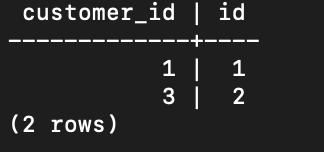 customer_id | id
-------------+----
           1 |  1
           3 |  2
(2 rows)